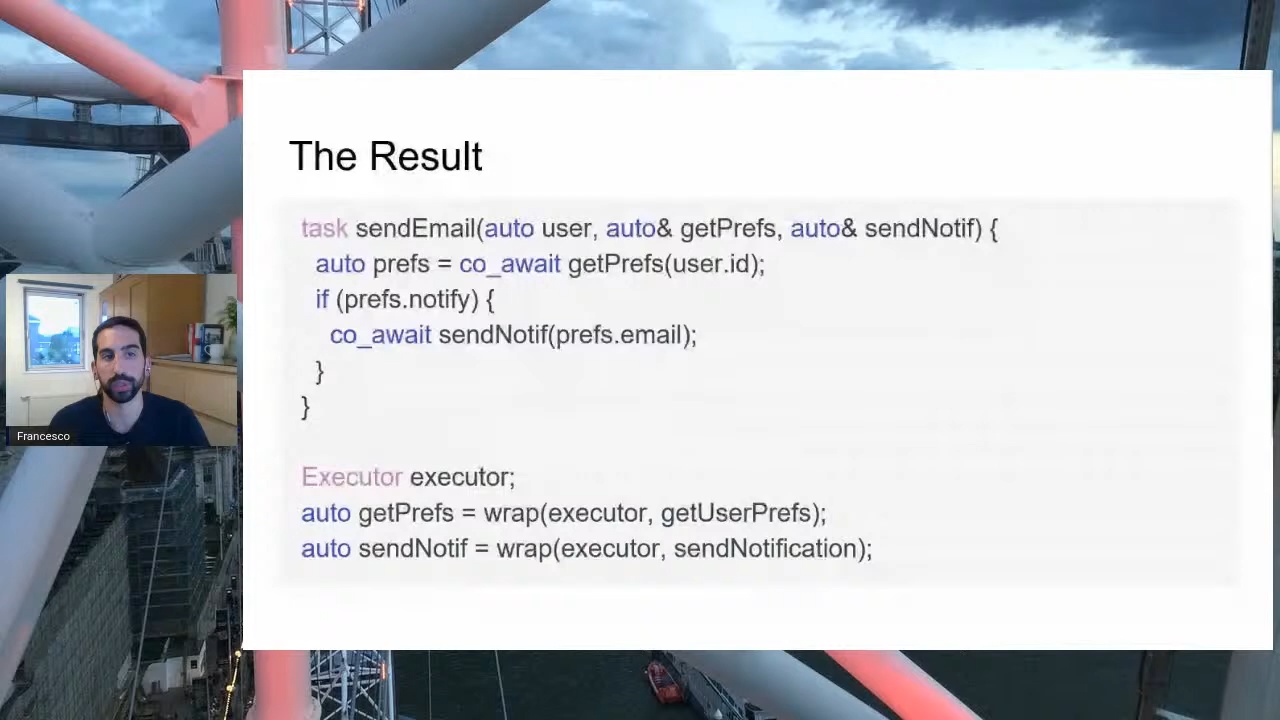 The Result
task sendEmail(auto user, auto& getPrefs, auto& sendNotif) {
auto prefs = co_await getPrefs(user.id);
if (prefs.notify) {
co_await sendNotif(prefs.email);
}
}
Executor executor;
auto getPrefs = wrap(executor, getUserPrefs);
auto sendNotif = wrap(executor, sendNotification);
Francesco